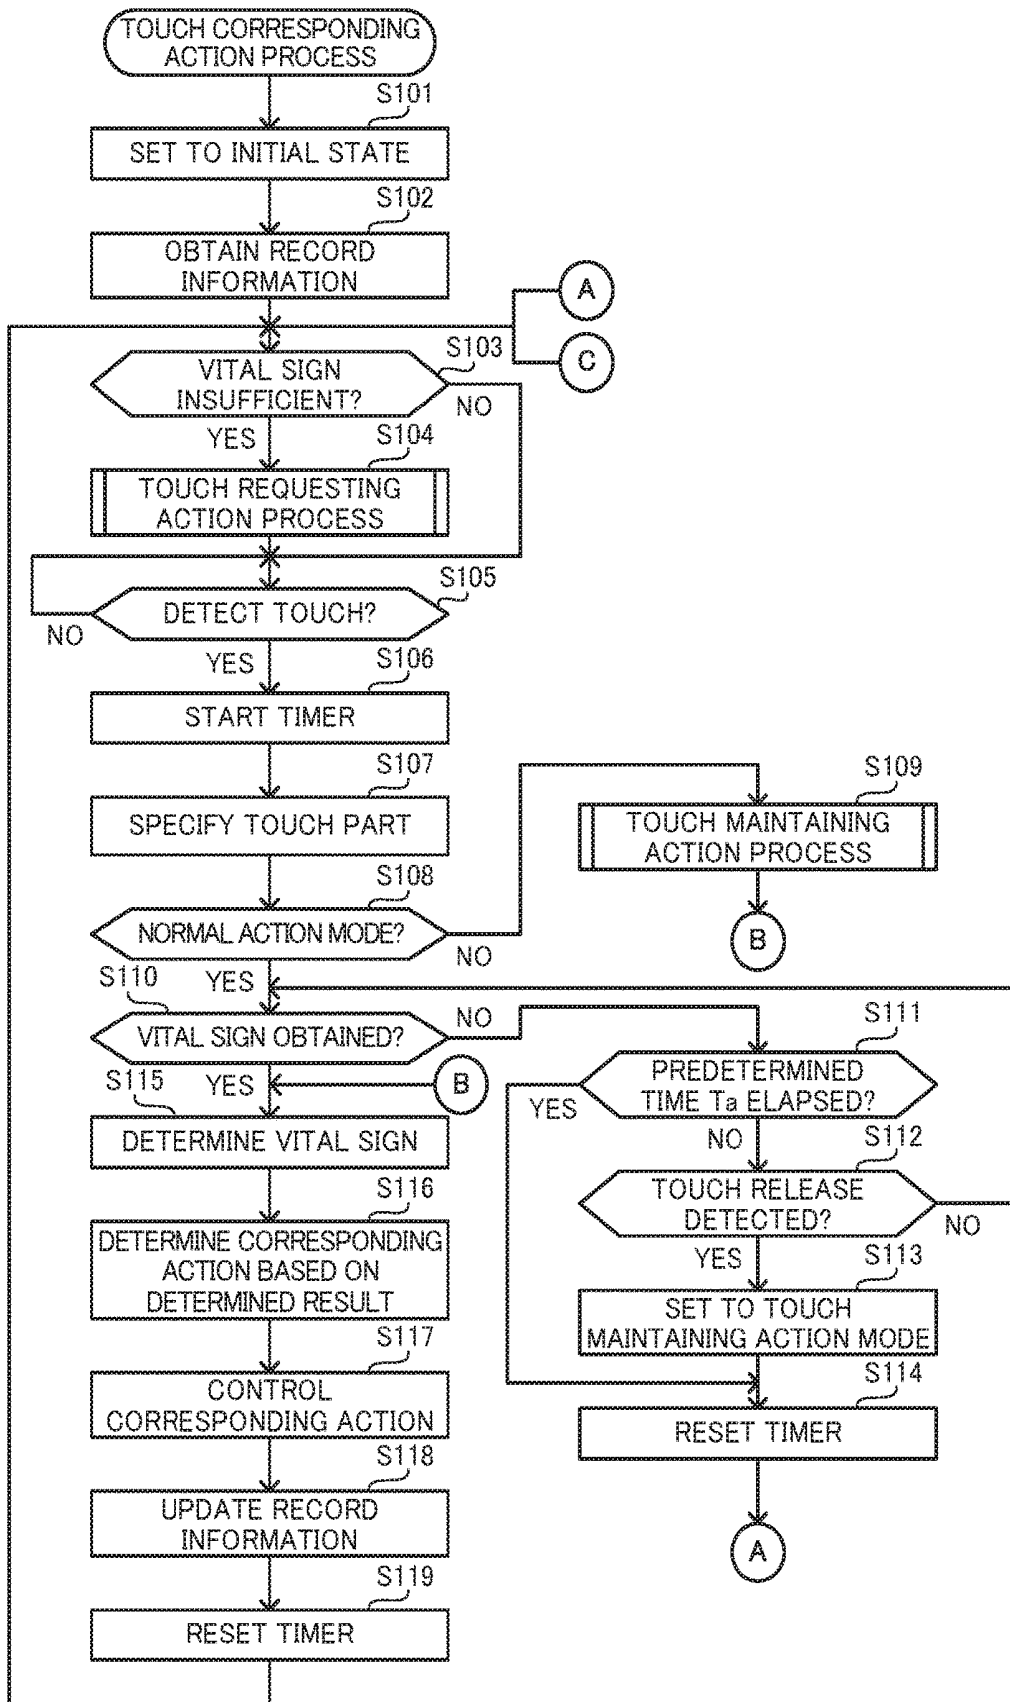 TOUCH CORRESPONDING
ACTION PROCESS
S101
SET TO INITIAL STATE
S102
OBTAIN RECORD
INFORMATION
A
C
S103
VITAL SIGN
INSUFFICIENT?
NO
YES
S104
TOUCH REQUESTING
ACTION PROCESS
S105
DETECT TOUCH?
NO
YES
S106
START TIMER
S107
SPECIFY TOUCH PART
S108
NORMAL ACTION MODE?
NO
YES
S109
TOUCH MAINTAINING
ACTION PROCESS
B
S110
VITAL SIGN OBTAINED?
NO
YES
B
S111
PREDETERMINED
TIME Ta ELAPSED?
YES
NO
S112
TOUCH RELEASE
DETECTED?
NO
YES
S113
SET TO TOUCH
MAINTAINING ACTION MODE
S114
RESET TIMER
A
S115
DETERMINE VITAL SIGN
S116
DETERMINE CORRESPONDING
ACTION BASED ON
DETERMINED RESULT
S117
CONTROL
CORRESPONDING ACTION
S118
UPDATE RECORD
INFORMATION
S119
RESET TIMER